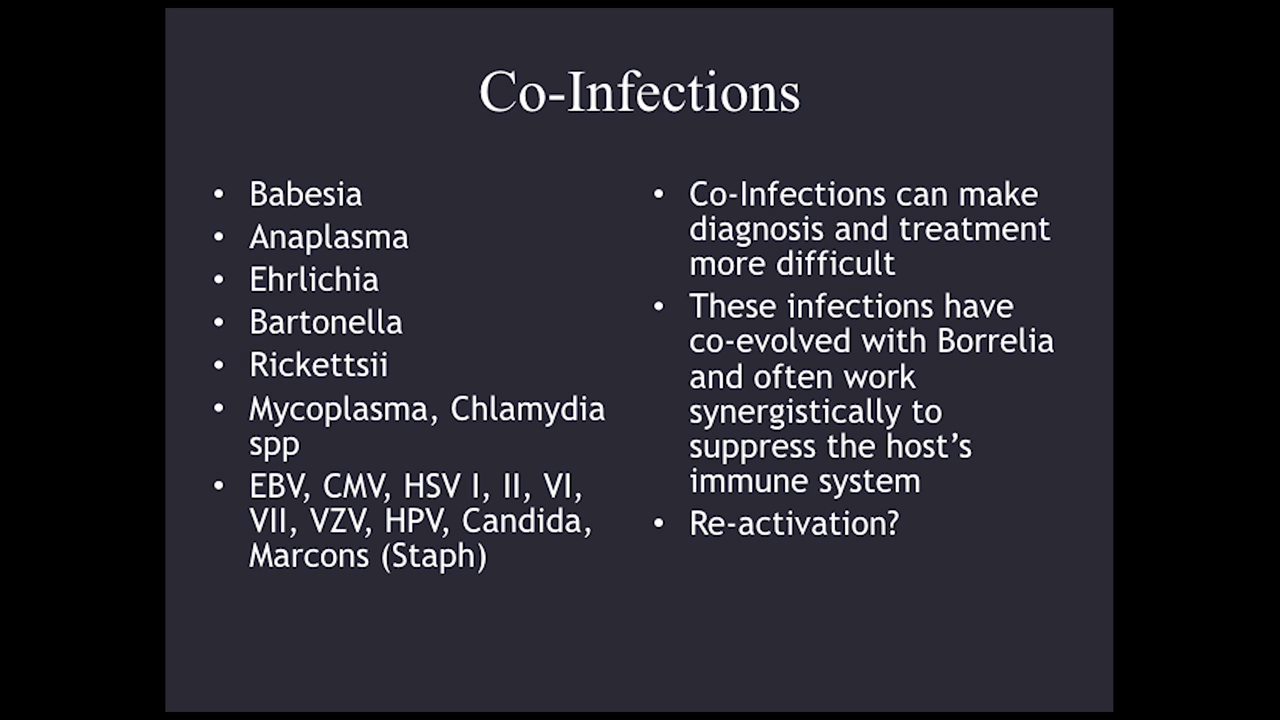 Co-Infections
• Babesia
• Anaplasma
• Ehrlichia
• Bartonella
• Rickettsii
• Mycoplasma, Chlamydia
spp
• EBV, CMV, HSV I, II, VI,
VII, VZV, HPV, Candida,
Marcons (Staph)
• Co-Infections can make
diagnosis and treatment
more difficult
• These infections have
co-evolved with Borrelia
and often work
synergistically to
suppress the host’s
immune system
• Re-activation?